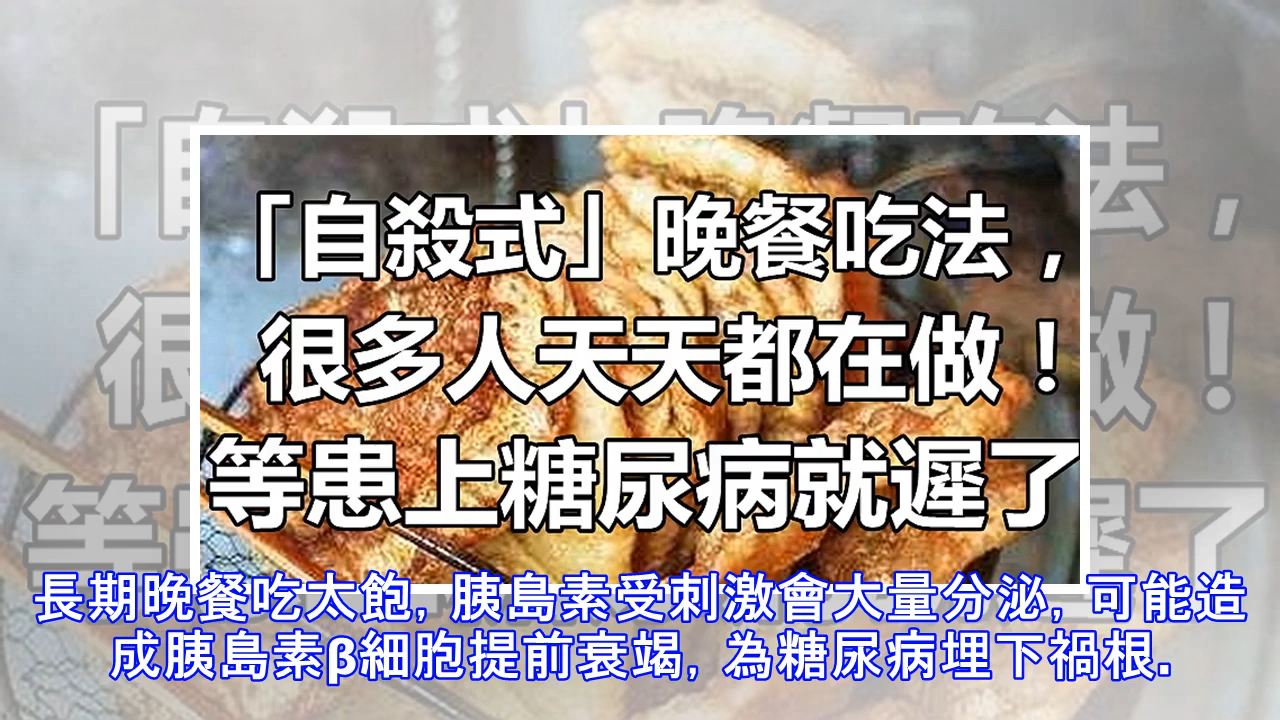 「自殺式」晚餐吃法，
很多人天天都在做！
等患上糖尿病就遲了
長期晚餐吃太飽, 胰島素受刺激會大量分泌, 可能造
成胰島素β細胞提前衰竭, 為糖尿病埋下禍根.